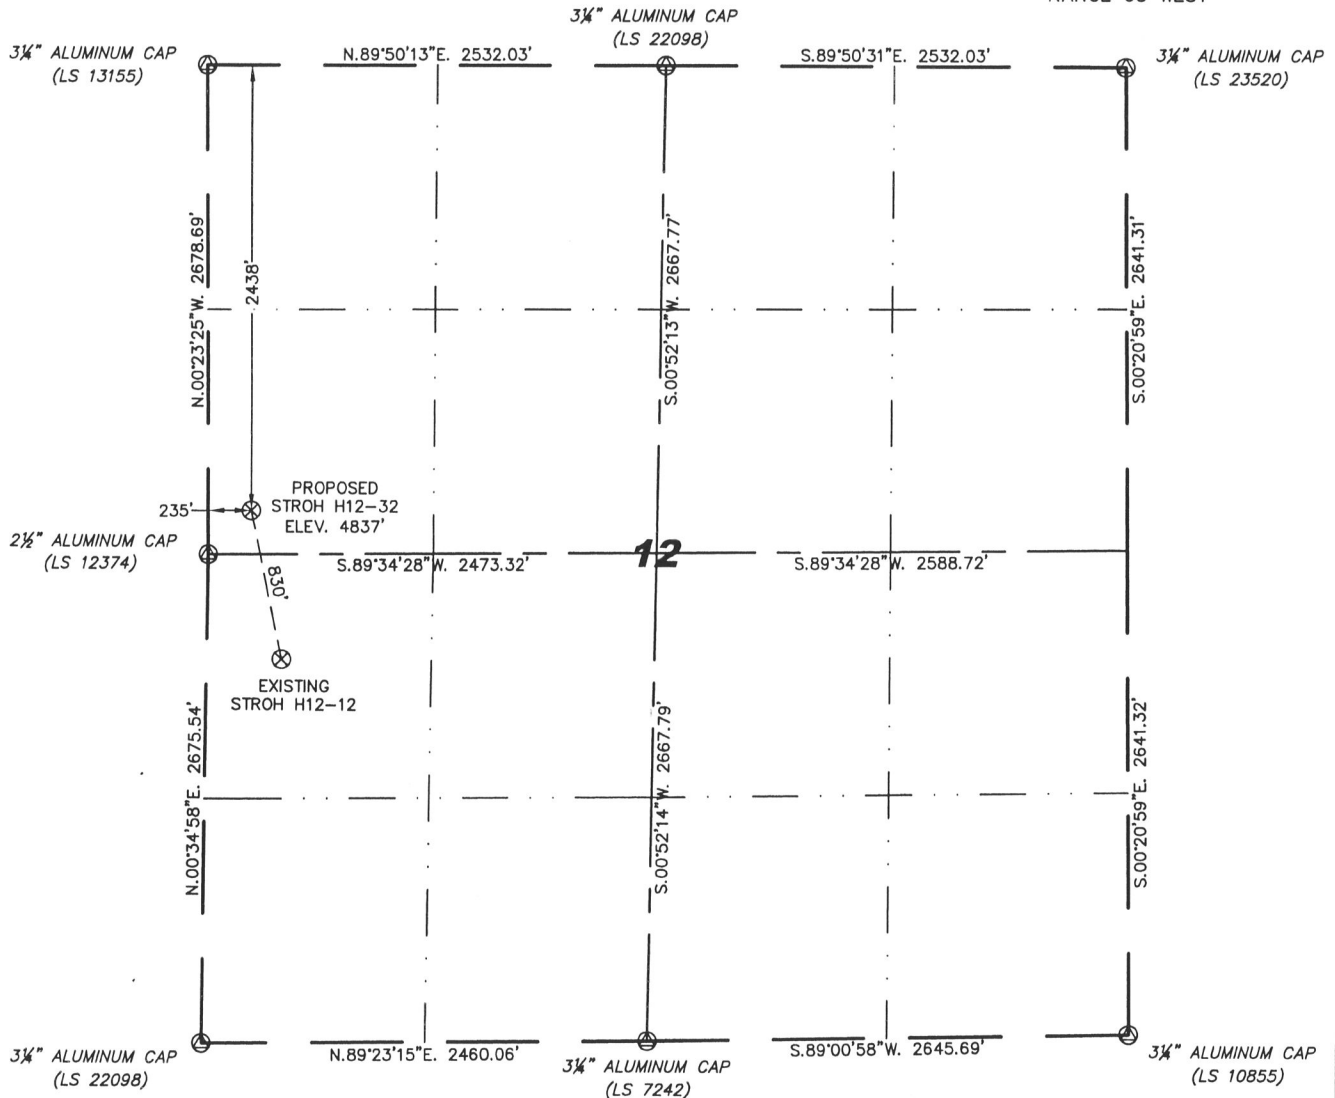 3¼" ALUMINUM CAP
(LS 22098)
3¼" ALUMINUM CAP
(LS 13155)
N.89°50'13"E. 2532.03'
S.89°50'31"E. 2532.03'
3¼" ALUMINUM CAP
(LS 23520)
N.00°23'25"W. 2678.69'
2438'
S.00°52'13"W. 2667.77'
S.00°20'59"E. 2641.31'
PROPOSED
STROH H12-32
ELEV. 4837'
235'
2½" ALUMINUM CAP
(LS 12374)
S.89°34'28"W. 2473.32'
12
S.89°34'28"W. 2588.72'
830'
EXISTING
STROH H12-12
N.00°34'58"E. 2675.54'
S.00°52'14"W. 2667.79'
S.00°20'59"E. 2641.32'
3¼" ALUMINUM CAP
(LS 22098)
N.89°23'15"E. 2460.06'
3¼" ALUMINUM CAP
(LS 7242)
S.89°00'58"W. 2645.69'
3¼" ALUMINUM CAP
(LS 10855)